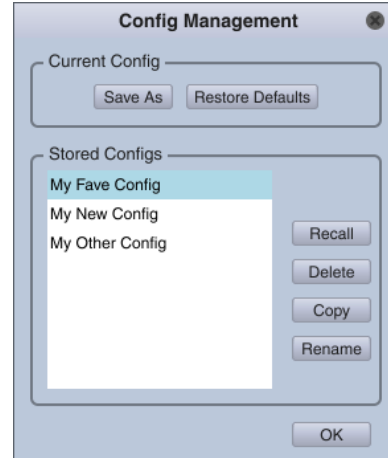 Config Management
Current Config
Save As Restore Defaults
Stored Configs
My Fave Config
My New Config
My Other Config
Recall
Delete
Copy
Rename
OK